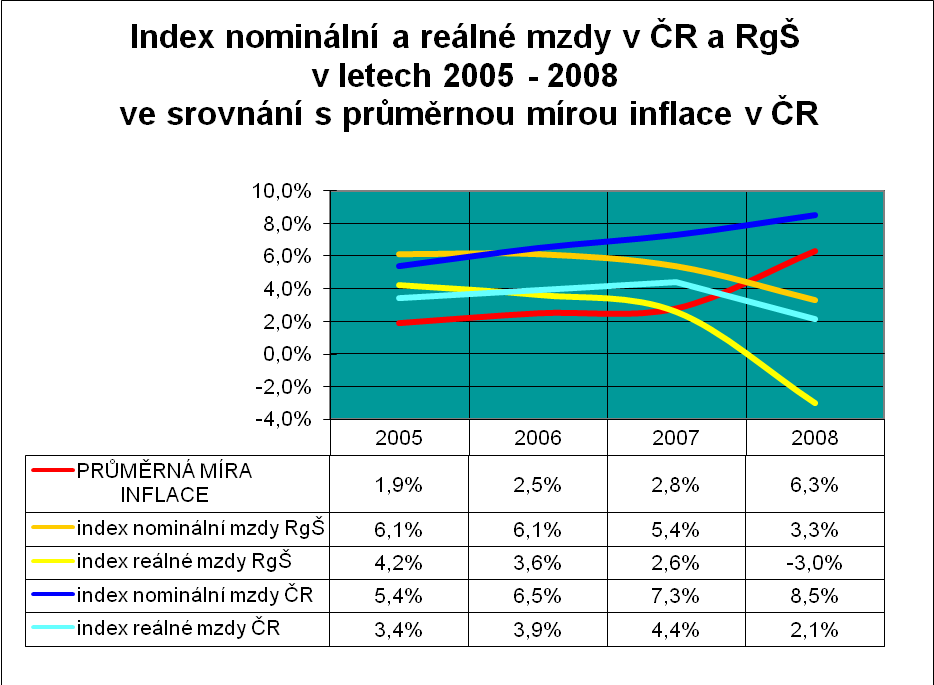 Index nominální a reálné mzdy v ČR a RgŠ
v letech 2005 - 2008
ve srovnání s průměrnou mírou inflace v ČR
10,0%
8,0%
6,0%
4,0%
2,0%
0,0%
-2,0%
-4,0%
2005 2006 2007 2008
PRŮMĚRNÁ MÍRA
INFLACE 1,9% 2,5% 2,8% 6,3%
index nominální mzdy RgŠ 6,1% 6,1% 5,4% 3,3%
index reálné mzdy RgŠ 4,2% 3,6% 2,6% -3,0%
index nominální mzdy ČR 5,4% 6,5% 7,3% 8,5%
index reálné mzdy ČR 3,4% 3,9% 4,4% 2,1%